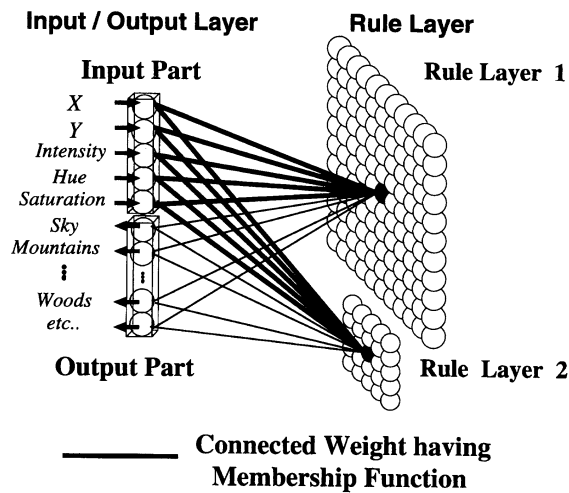 Input / Output Layer
Rule Layer
Input Part
Rule Layer 1
X
Y
Intensity
Hue
Saturation
Sky
Mountains
Woods
etc..
Output Part
Rule Layer 2
Connected Weight having
Membership Function